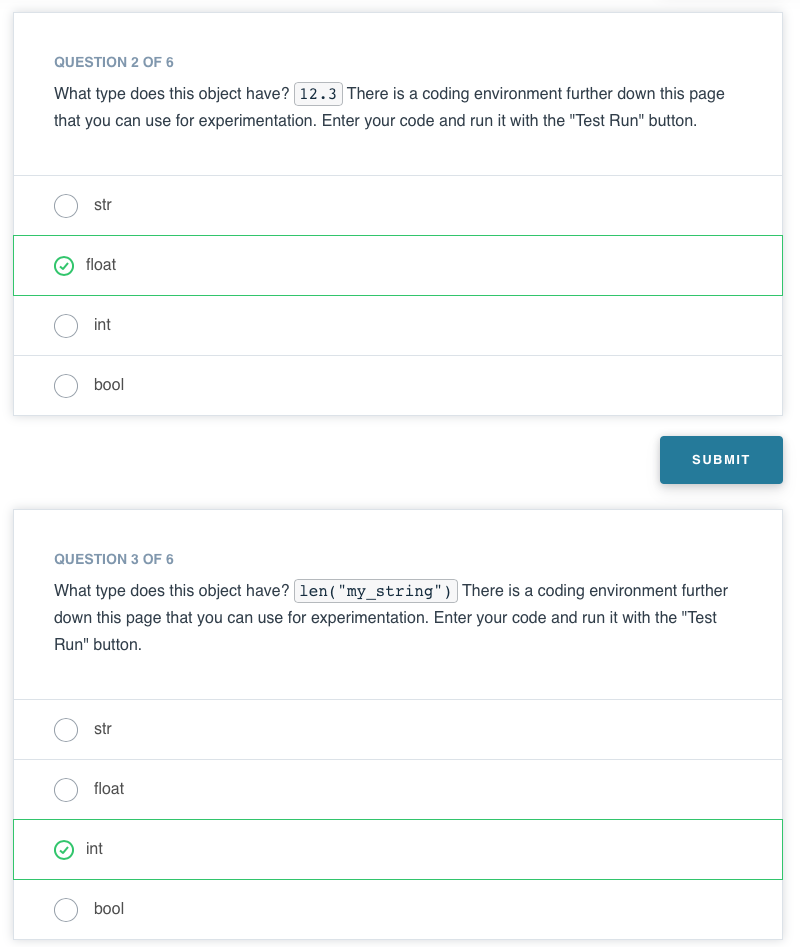 QUESTION 2 OF 6
What type does this object have? 12.3 There is a coding environment further down this page
that you can use for experimentation. Enter your code and run it with the "Test Run" button.
str
float
int
bool
SUBMIT
QUESTION 3 OF 6
What type does this object have? len("my_string") There is a coding environment further
down this page that you can use for experimentation. Enter your code and run it with the "Test
Run" button.
str
float
int
bool